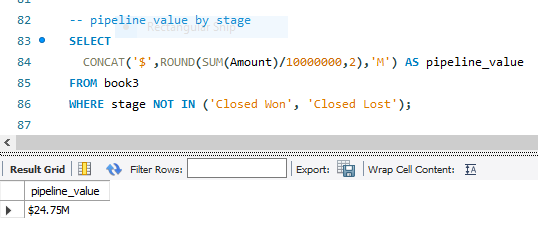 82 -- pipeline value by stage
Rectangular Snip
83 SELECT
84 CONCAT('$',ROUND(SUM(Amount)/10000000,2),'M') AS pipeline_value
85 FROM book3
86 WHERE stage NOT IN ('Closed Won', 'Closed Lost');
87
Result Grid Filter Rows: Export: Wrap Cell Content: IA
pipeline_value
$24.75M